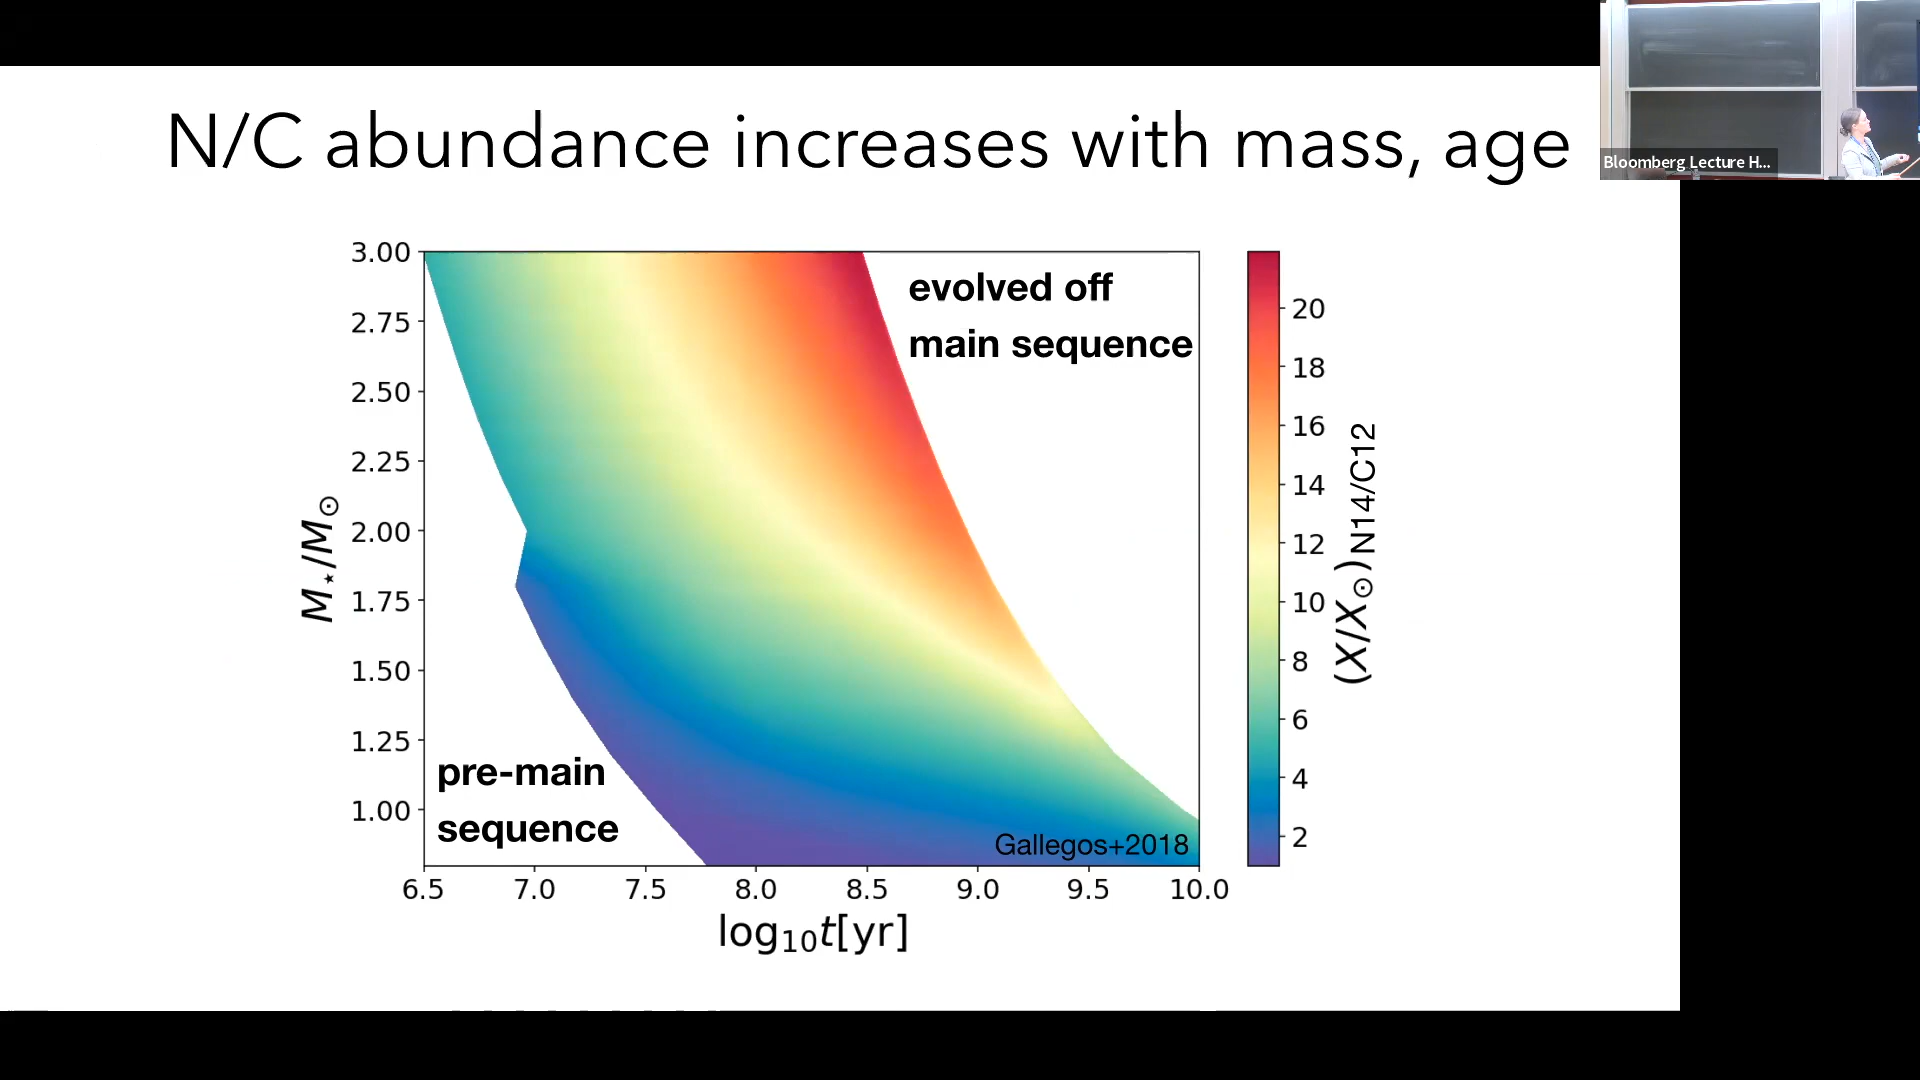 N/C abundance increases with mass, age
Bloomberg Lecture H...
3.00
2.75
2.50
2.25
2.00
1.75
1.50
1.25
1.00
M⋆/M⊙
evolved off
main sequence
pre-main
sequence
Gallegos+2018
6.5 7.0 7.5 8.0 8.5 9.0 9.5 10.0
log₁₀t[yr]
20
18
16
14
12
10
8
6
4
2
(X/X⊙)N14/C12